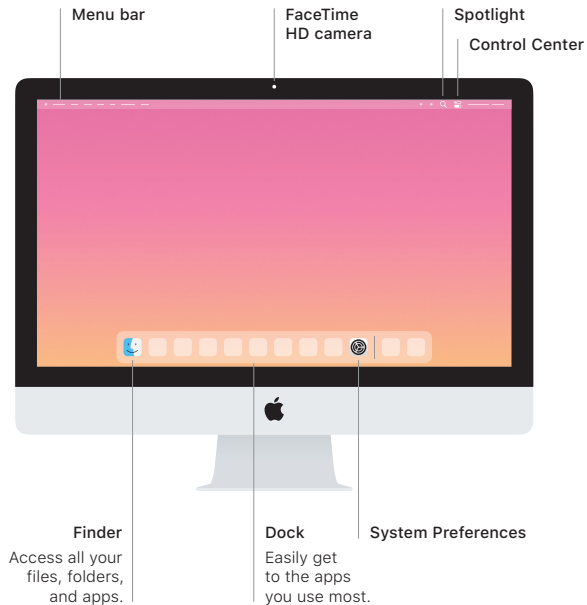 Menu bar
FaceTime
HD camera
Spotlight
Control Center
Finder
Access all your
files, folders,
and apps.
Dock
Easily get
to the apps
you use most.
System Preferences